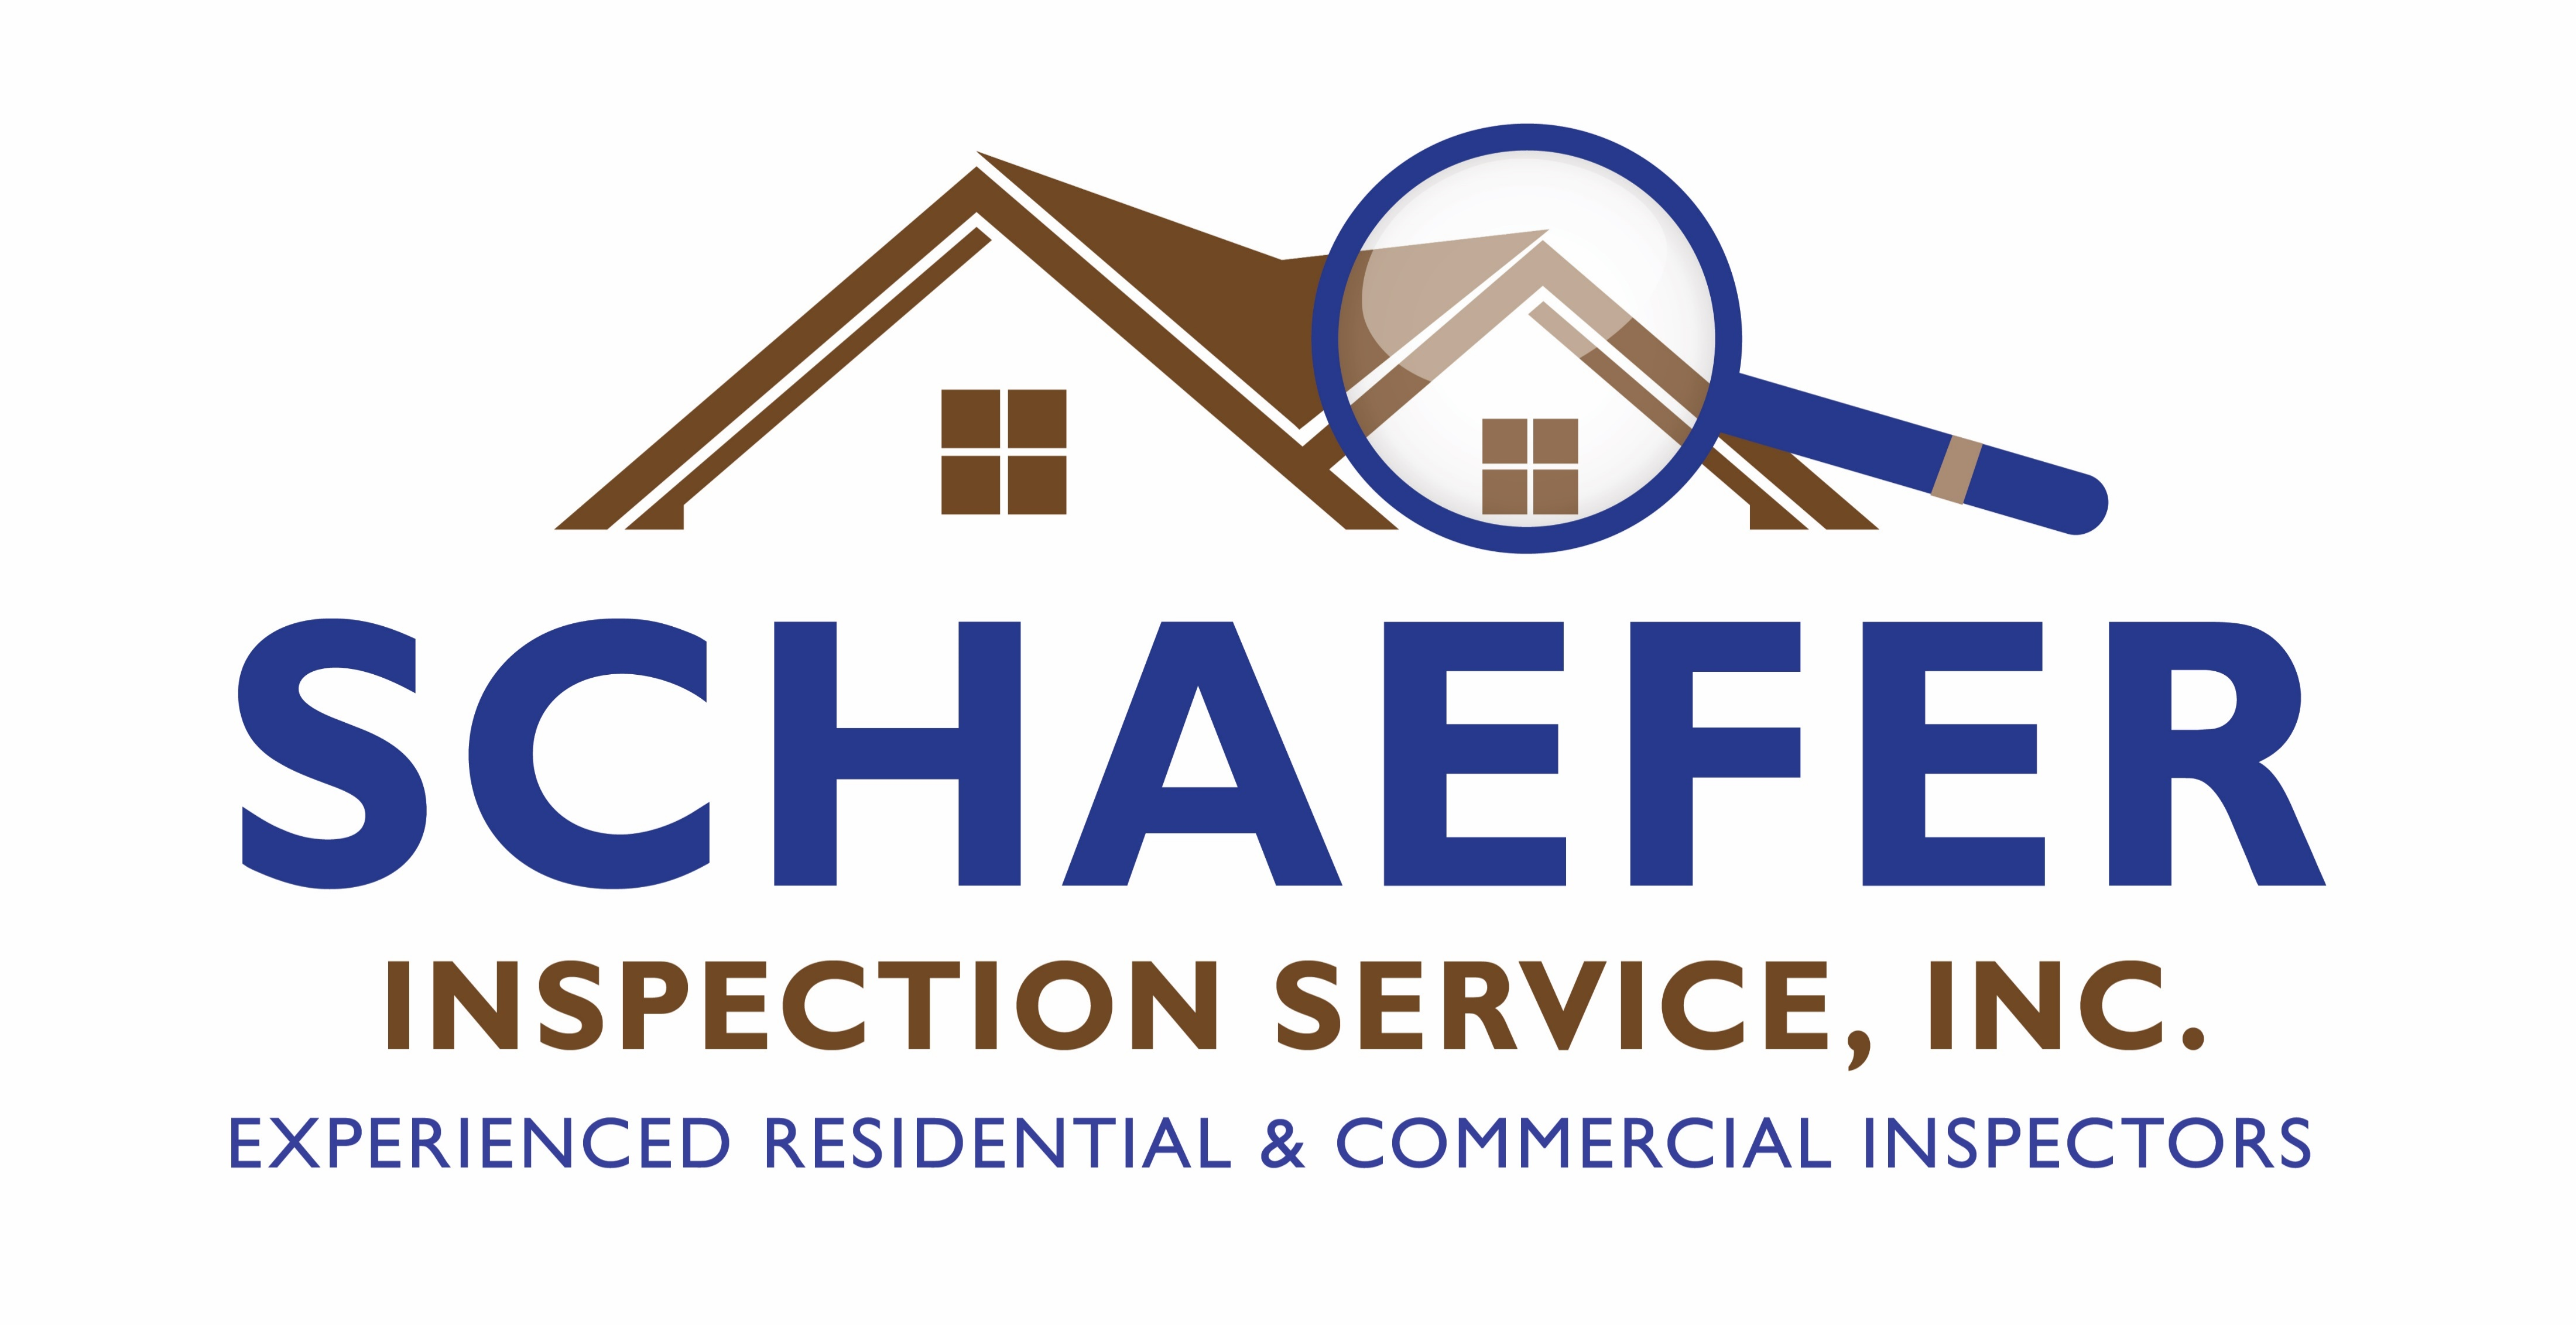 SCHAEFER
INSPECTION SERVICE, INC.
EXPERIENCED RESIDENTIAL & COMMERCIAL INSPECTORS